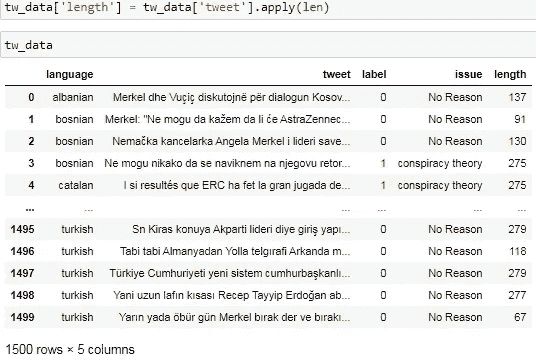 tw_data['length'] = tw_data['tweet'].apply(len)
tw_data
language tweet label issue length
0 albanian Merkel dhe Vuçiç diskutojnë për dialogun Kosov... 0 No Reason 137
1 bosnian Merkel: "Ne mogu da kažem da li će AstraZennec... 0 No Reason 91
2 bosnian Nemačka kancelarka Angela Merkel i lideri save... 0 No Reason 130
3 bosnian Ne mogu nikako da se naviknem na njegovu retor... 1 conspiracy theory 275
4 catalan I si resultés que ERC ha fet la gran jugada de... 1 conspiracy theory 275
... ... ... ... ... ...
1495 turkish Sn Kiras konuya Akparti lideri diye giriş yapı... 0 No Reason 279
1496 turkish Tabi tabi Almanyadan Yolla telgırafi Arkanda m... 0 No Reason 118
1497 turkish Türkiye Cumhuriyeti yeni sistem cumhurbaşkanlı... 0 No Reason 279
1498 turkish Yani uzun lafın kısası Recep Tayyip Erdoğan ab... 0 No Reason 277
1499 turkish Yarın yada öbür gün Merkel bırak der ve bırakı... 0 No Reason 67
1500 rows × 5 columns